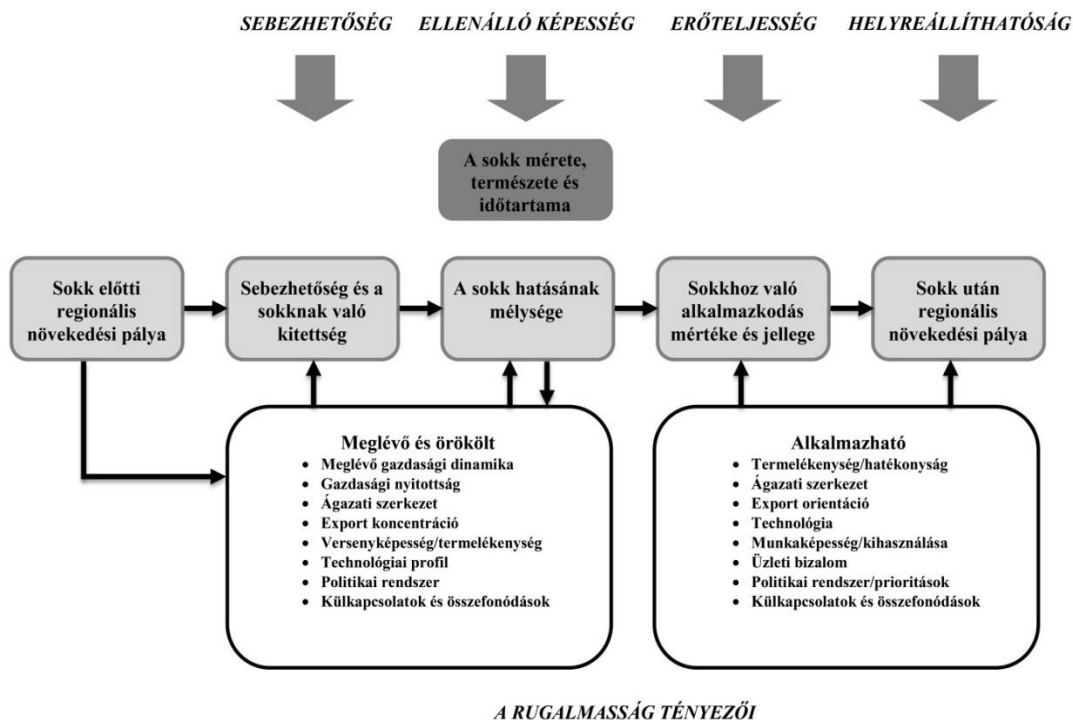 SEBEZHETŐSÉG
ELLENÁLLÓ KÉPESSÉG
ERŐTELJESSÉG
HELYREÁLLÍTHATÓSÁG
A sokk mérete,
természete és
időtartama
Sokk előtti
regionális
növekedési pálya
Sebezhetőség és a
sokknak való
kitettség
A sokk hatásának
mélysége
Sokkhoz való
alkalmazkodás
mértéke és jellege
Sokk után
regionális
növekedési pálya
Meglévő és örökölt
• Meglévő gazdasági dinamika
• Gazdasági nyitottság
• Ágazati szerkezet
• Export koncentráció
• Versenyképesség/termelékenység
• Technológiai profil
• Politikai rendszer
• Külkapcsolatok és összefonódások
Alkalmazható
• Termelékenység/hatékonyság
• Ágazati szerkezet
• Export orientáció
• Technológia
• Munkaképesség/kihasználása
• Üzleti bizalom
• Politikai rendszer/prioritások
• Külkapcsolatok és összefonódások
A RUGALMASSÁG TÉNYEZŐI